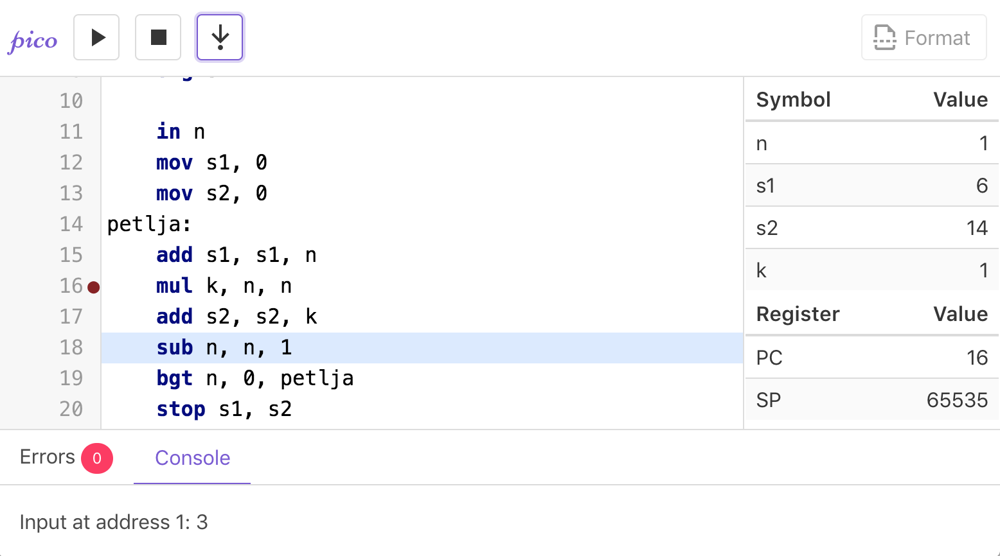 pico
Format
10
11 in n
12 mov s1, 0
13 mov s2, 0
14 petlja:
15 add s1, s1, n
16 mul k, n, n
17 add s2, s2, k
18 sub n, n, 1
19 bgt n, 0, petlja
20 stop s1, s2
Symbol Value
n 1
s1 6
s2 14
k 1
Register Value
PC 16
SP 65535
Errors 0 Console
Input at address 1: 3